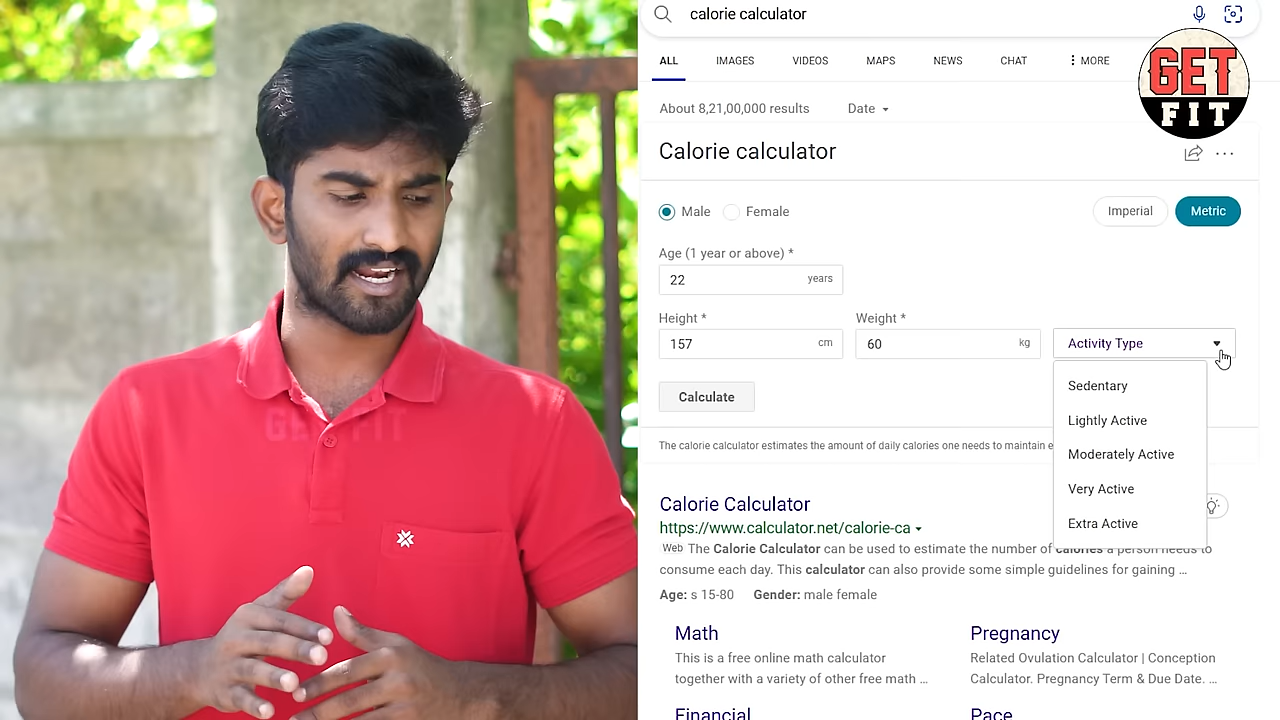 calorie calculator
ALL IMAGES VIDEOS MAPS NEWS CHAT MORE
GET
FIT
About 8,21,00,000 results Date
Calorie calculator
Male Female Imperial Metric
Age (1 year or above) *
22 years
Height * Weight *
157 cm 60 kg Activity Type
Sedentary
Lightly Active
Moderately Active
Very Active
Extra Active
Calculate
The calorie calculator estimates the amount of daily calories one needs to maintain
GET FIT
Calorie Calculator
https://www.calculator.net/calorie-ca
Web The Calorie Calculator can be used to estimate the number of calories a person needs to
consume each day. This calculator can also provide some simple guidelines for gaining ...
Age: s 15-80 Gender: male female
Math
This is a free online math calculator
together with a variety of other free math ...
Pregnancy
Related Ovulation Calculator | Conception
Calculator. Pregnancy Term & Due Date. ...
Financial
Pace